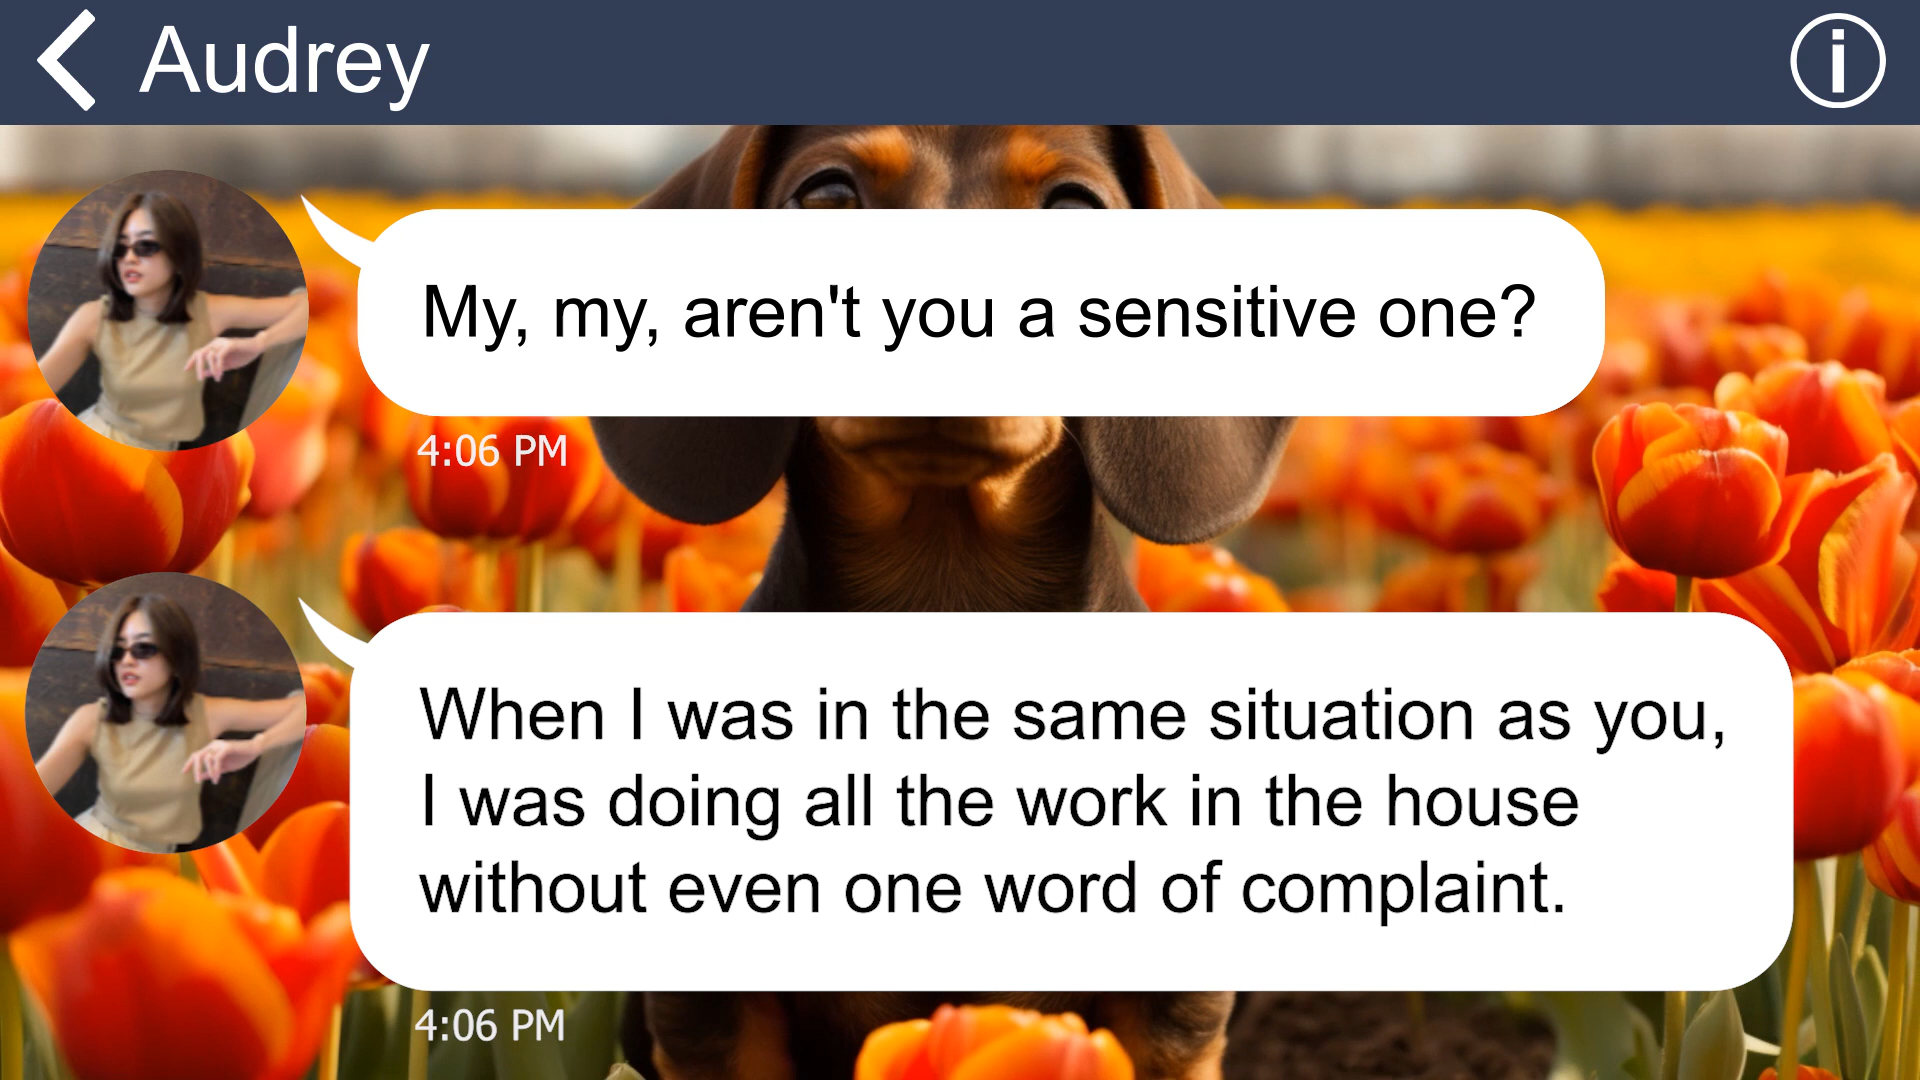 Audrey
My, my, aren't you a sensitive one?
4:06 PM
When I was in the same situation as you,
I was doing all the work in the house
without even one word of complaint.
4:06 PM